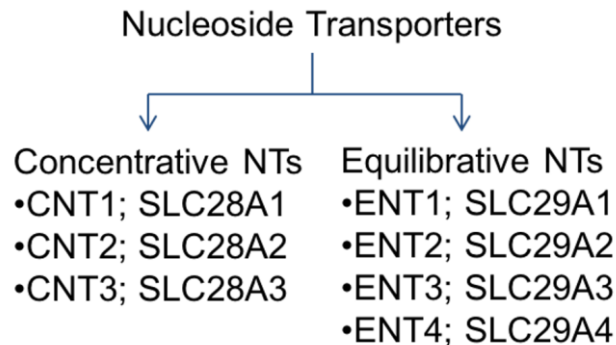 Nucleoside Transporters
Concentrative NTs
•CNT1; SLC28A1
•CNT2; SLC28A2
•CNT3; SLC28A3
Equilibrative NTs
•ENT1; SLC29A1
•ENT2; SLC29A2
•ENT3; SLC29A3
•ENT4; SLC29A4